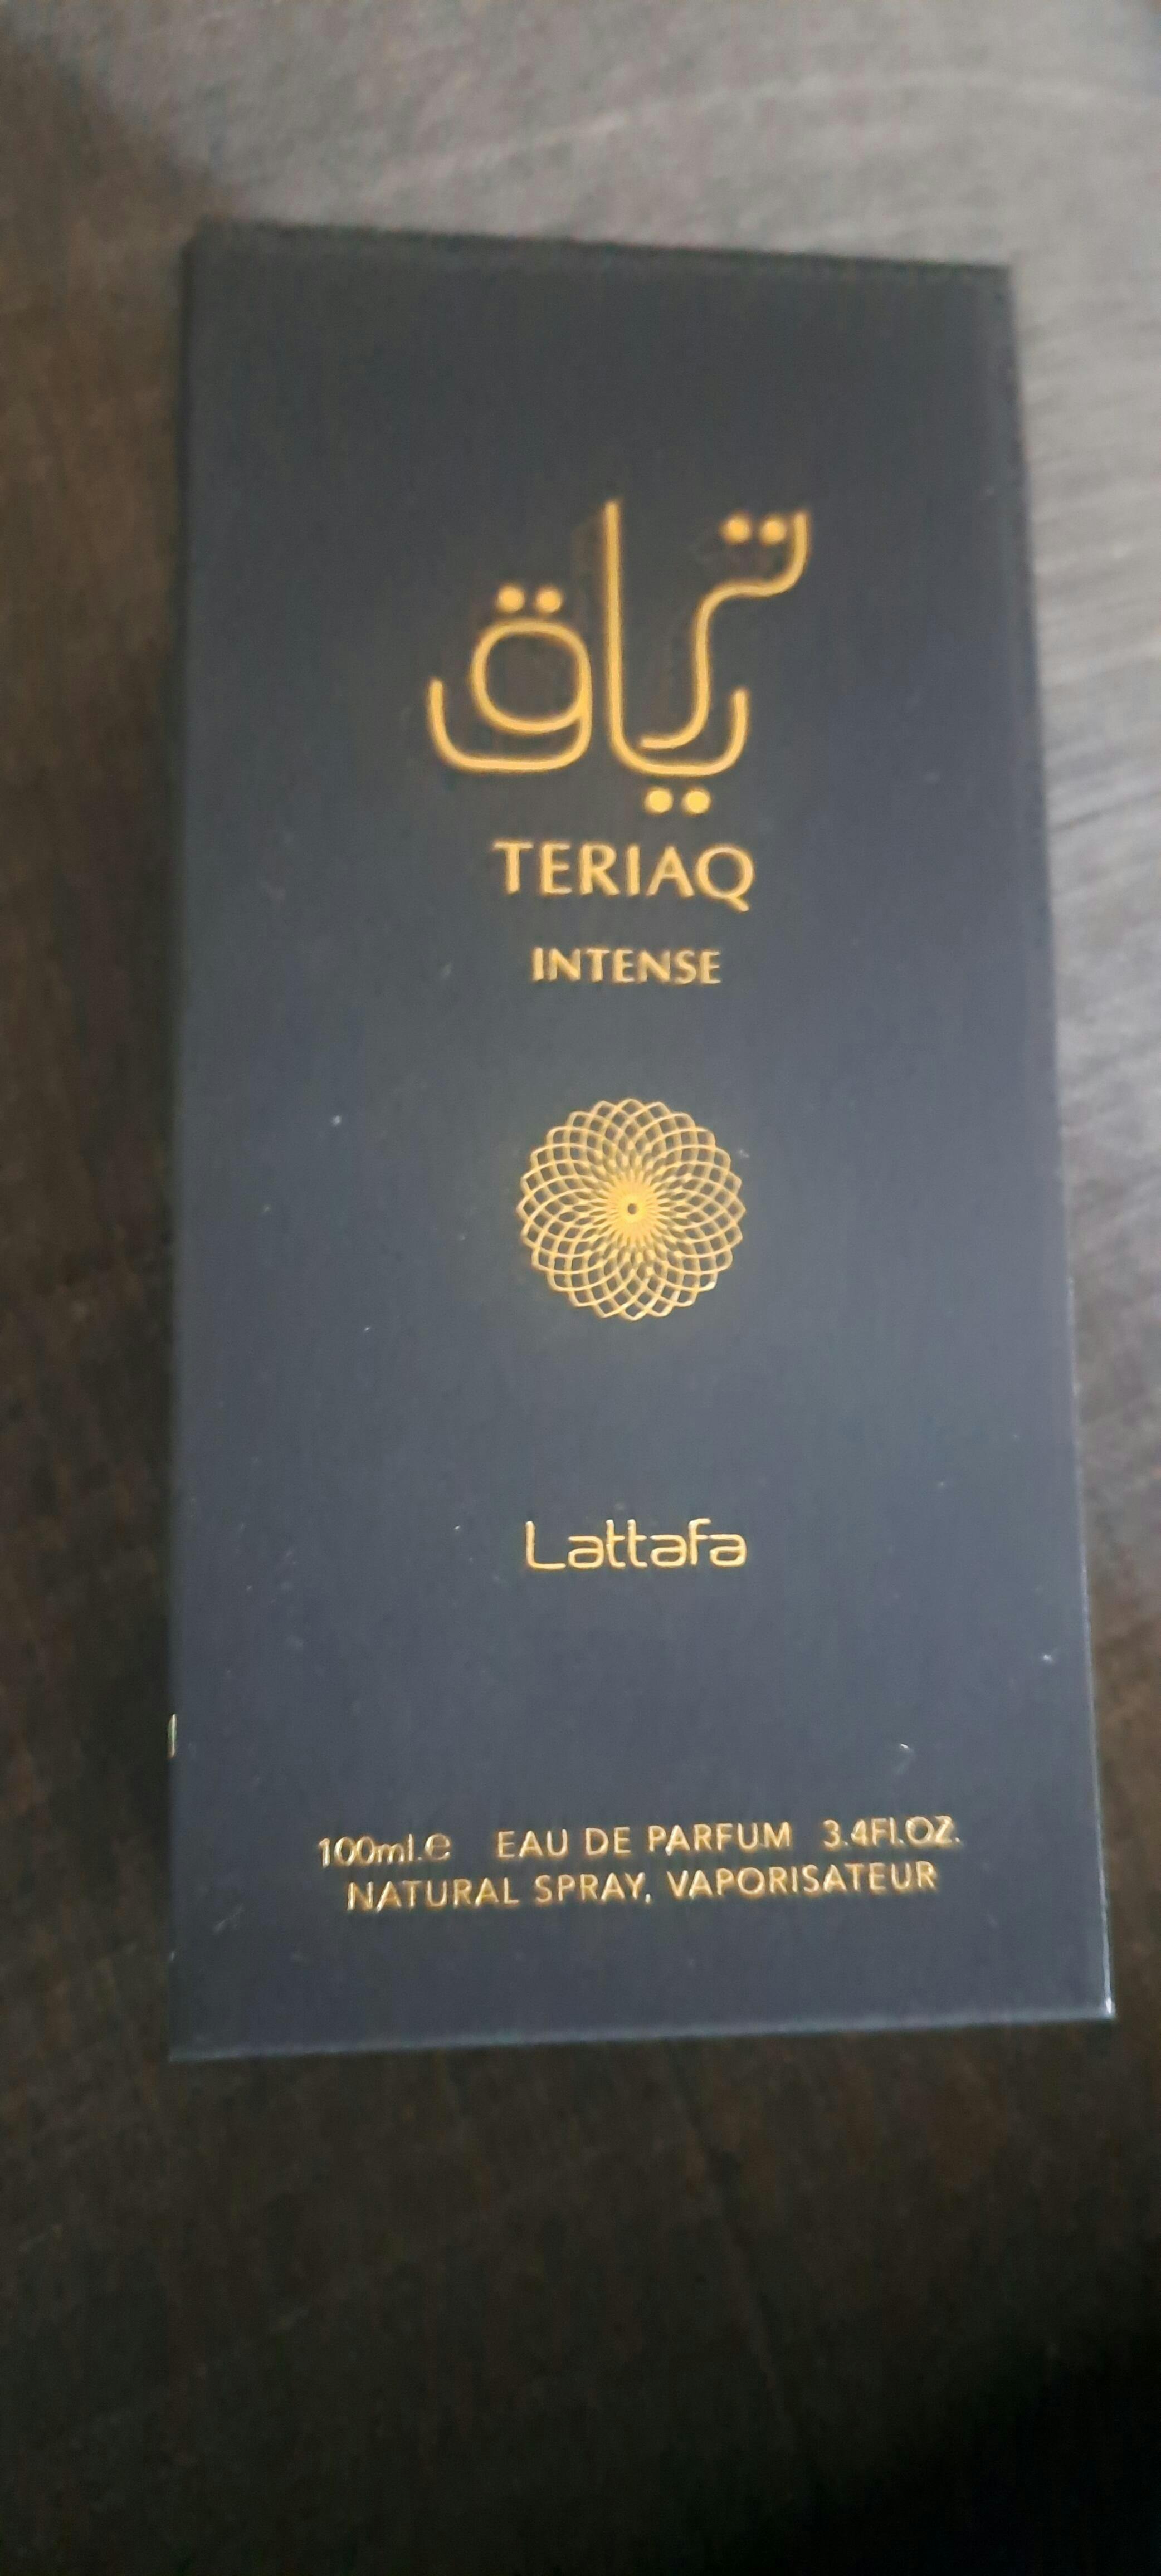 ترياق
TERIAQ
INTENSE
Lattafa
100ml.e EAU DE PARFUM 3.4Fl.OZ.
NATURAL SPRAY, VAPORISATEUR